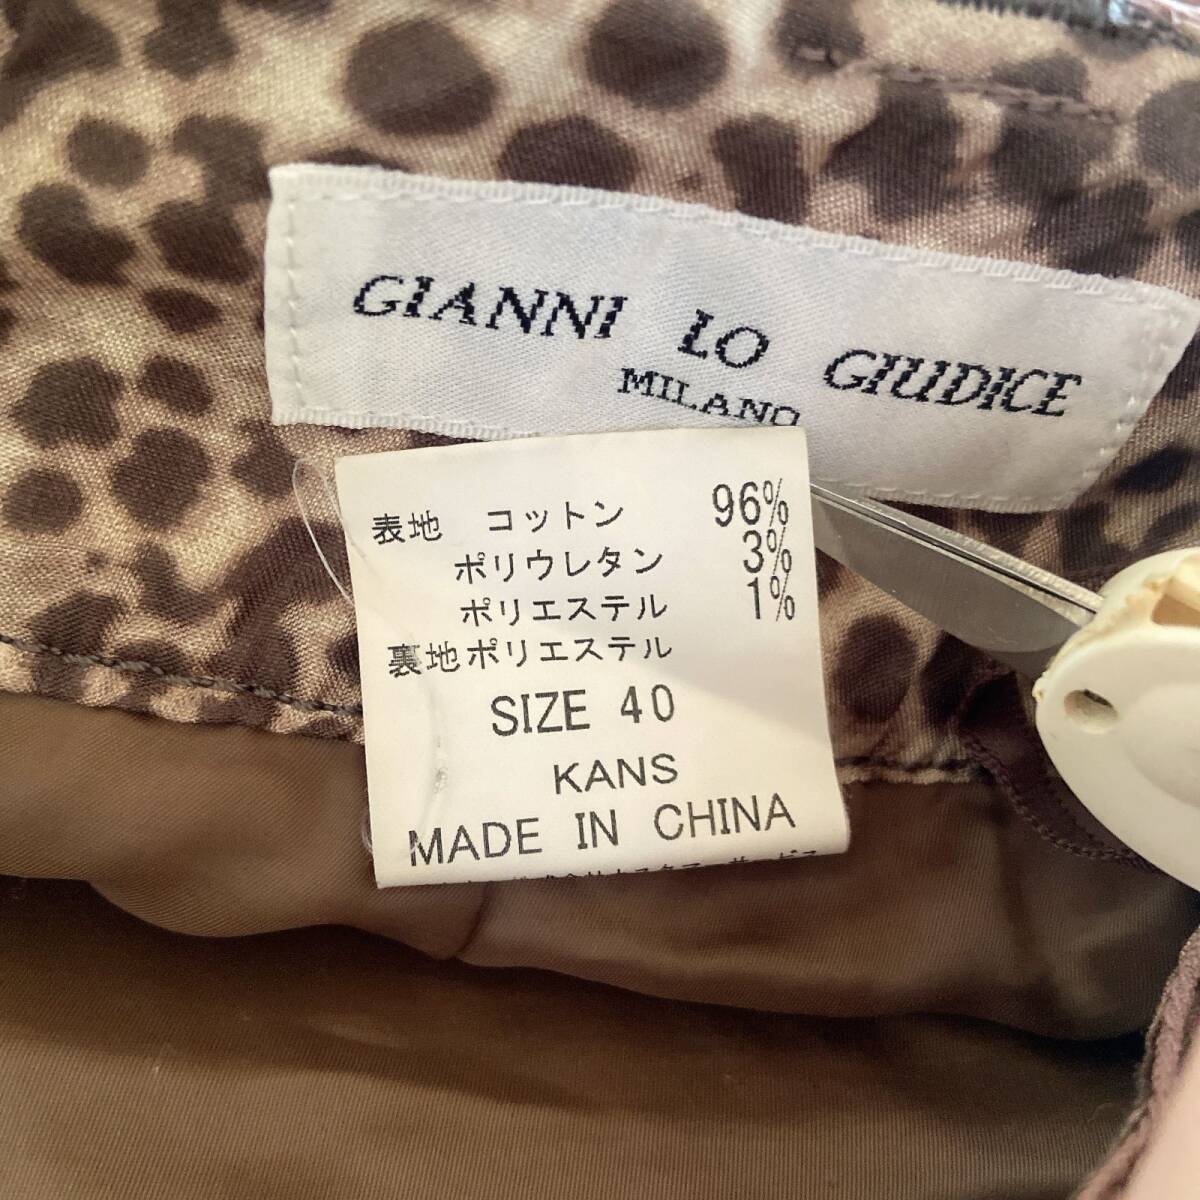 GIANNI LO GIUDICE
MILANO
表地 コットン 96%
ポリウレタン 3%
ポリエステル 1%
裏地ポリエステル
SIZE 40
KANS
MADE IN CHINA